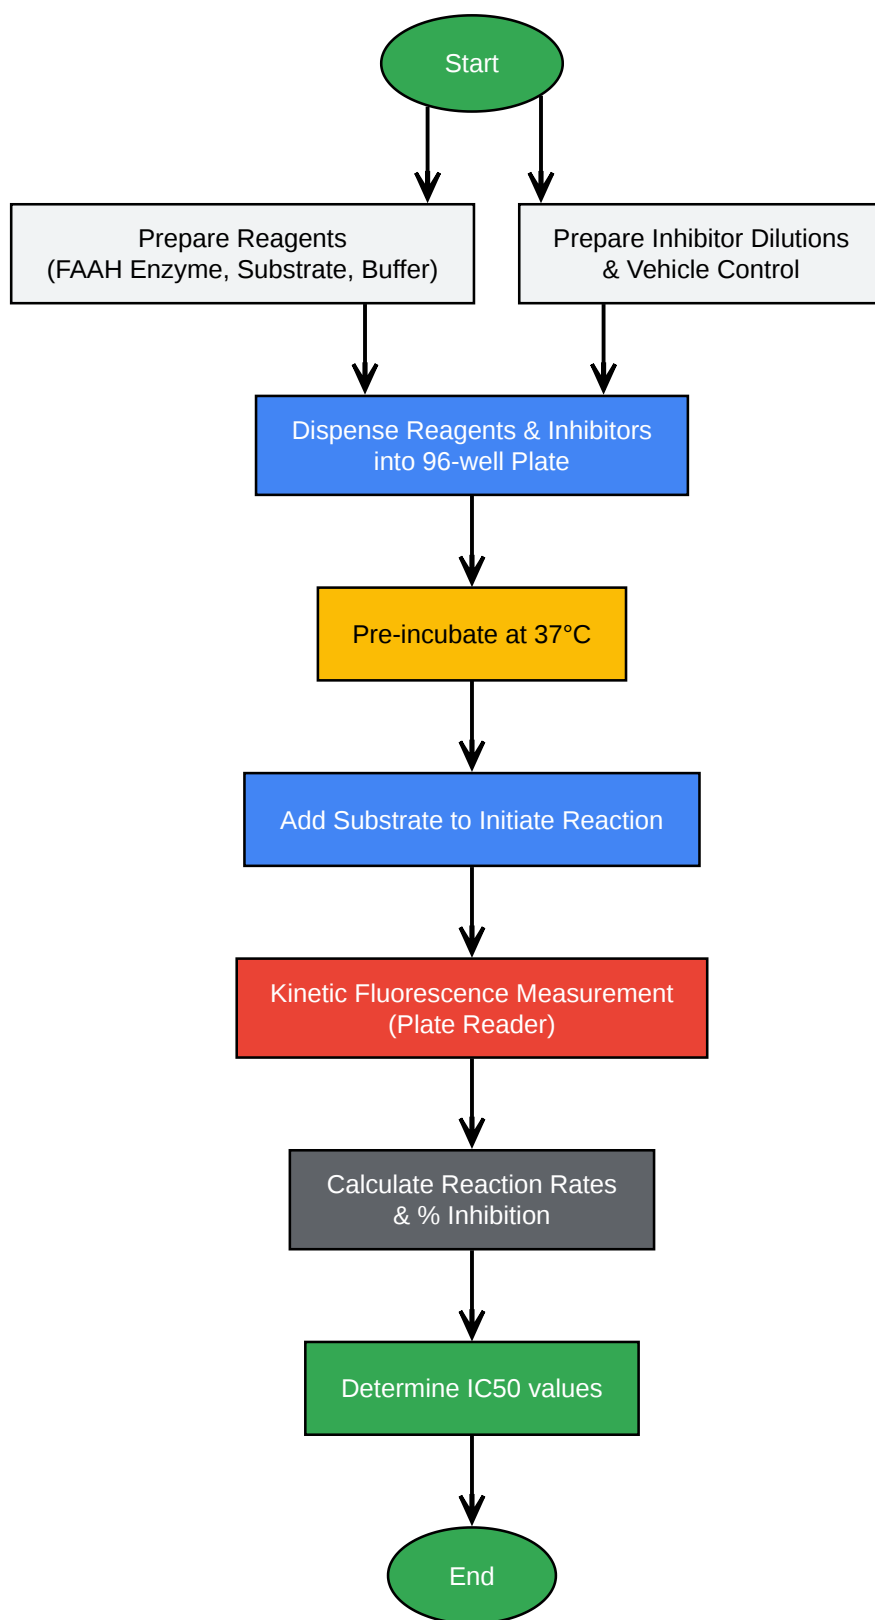 Start
Prepare Reagents
(FAAH Enzyme, Substrate, Buffer)
Prepare Inhibitor Dilutions
& Vehicle Control
Dispense Reagents & Inhibitors
into 96-well Plate
Pre-incubate at 37°C
Add Substrate to Initiate Reaction
Kinetic Fluorescence Measurement
(Plate Reader)
Calculate Reaction Rates
& % Inhibition
Determine IC50 values
End